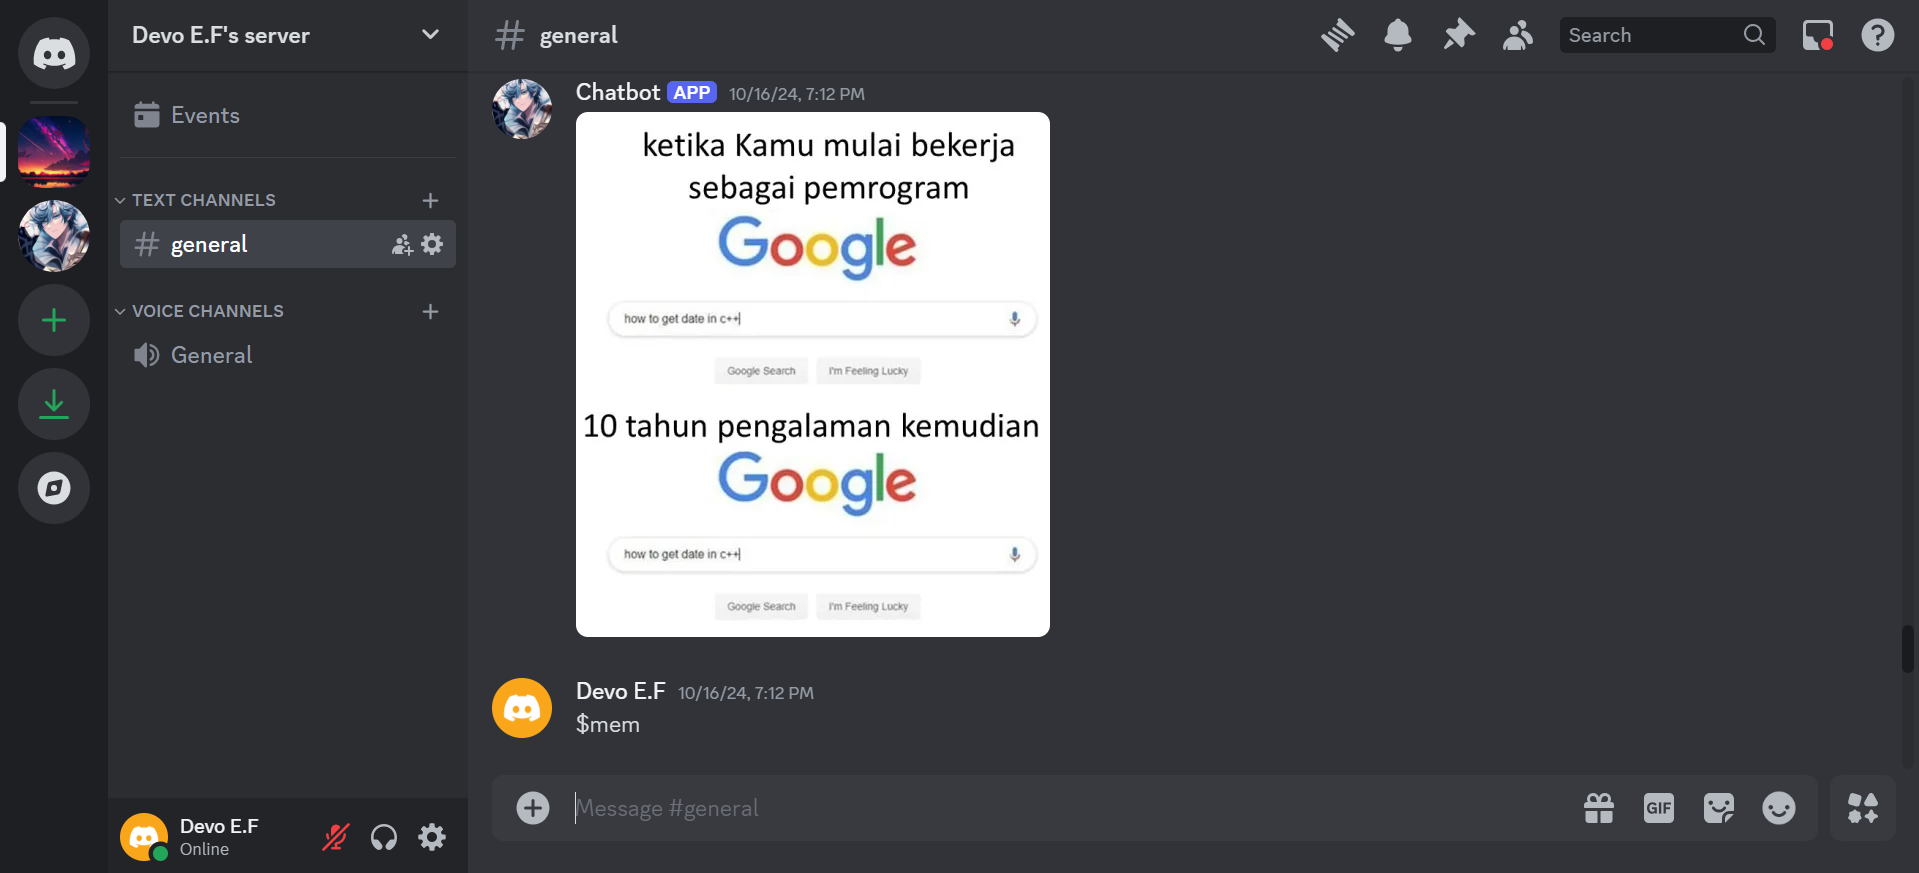 Devo E.F's server
general
Search
Events
TEXT CHANNELS
general
VOICE CHANNELS
General
Chatbot APP 10/16/24, 7:12 PM
ketika Kamu mulai bekerja
sebagai pemrogram
Google
how to get date in c++
Google Search I'm Feeling Lucky
10 tahun pengalaman kemudian
Google
how to get date in c++
Google Search I'm Feeling Lucky
Devo E.F 10/16/24, 7:12 PM
$mem
Message #general
GIF
Devo E.F
Online